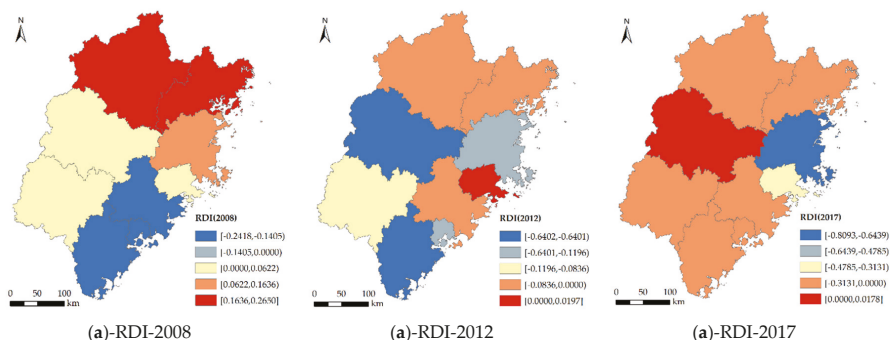 N
RDI(2008)
[-0.2418,-0.1405]
[-0.1405,0.0000]
[0.0000,0.0622]
[0.0622,0.1636]
[0.1636,0.2650]
0 50 100
km
(a)-RDI-2008
N
RDI(2012)
[-0.6402,-0.6401]
[-0.6401,-0.1196]
[-0.1196,-0.0836]
[-0.0836,0.0000]
[0.0000,0.0197]
0 50 100
km
(a)-RDI-2012
N
RDI(2017)
[-0.8093,-0.6439]
[-0.6439,-0.4785]
[-0.4785,-0.3131]
[-0.3131,0.0000]
[0.0000,0.0178]
0 50 100
km
(a)-RDI-2017